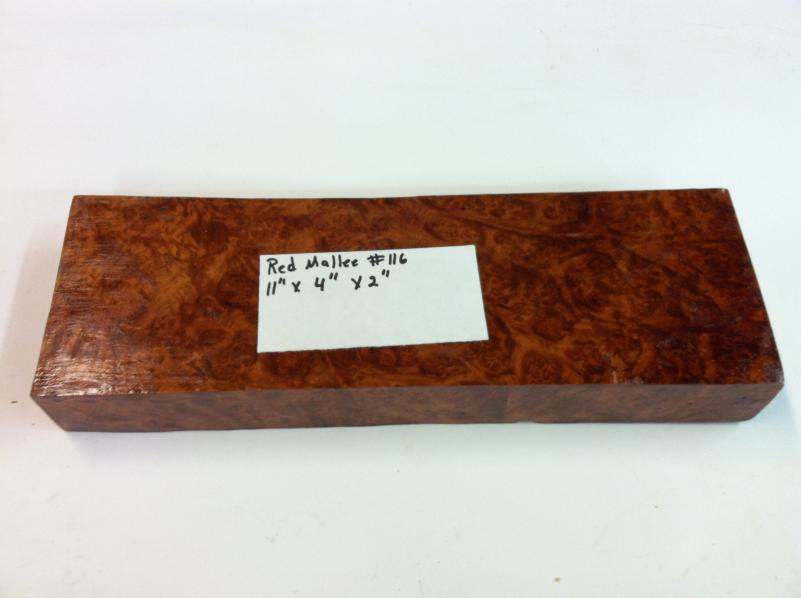 Red Mallee #116
11" x 4" x 2"